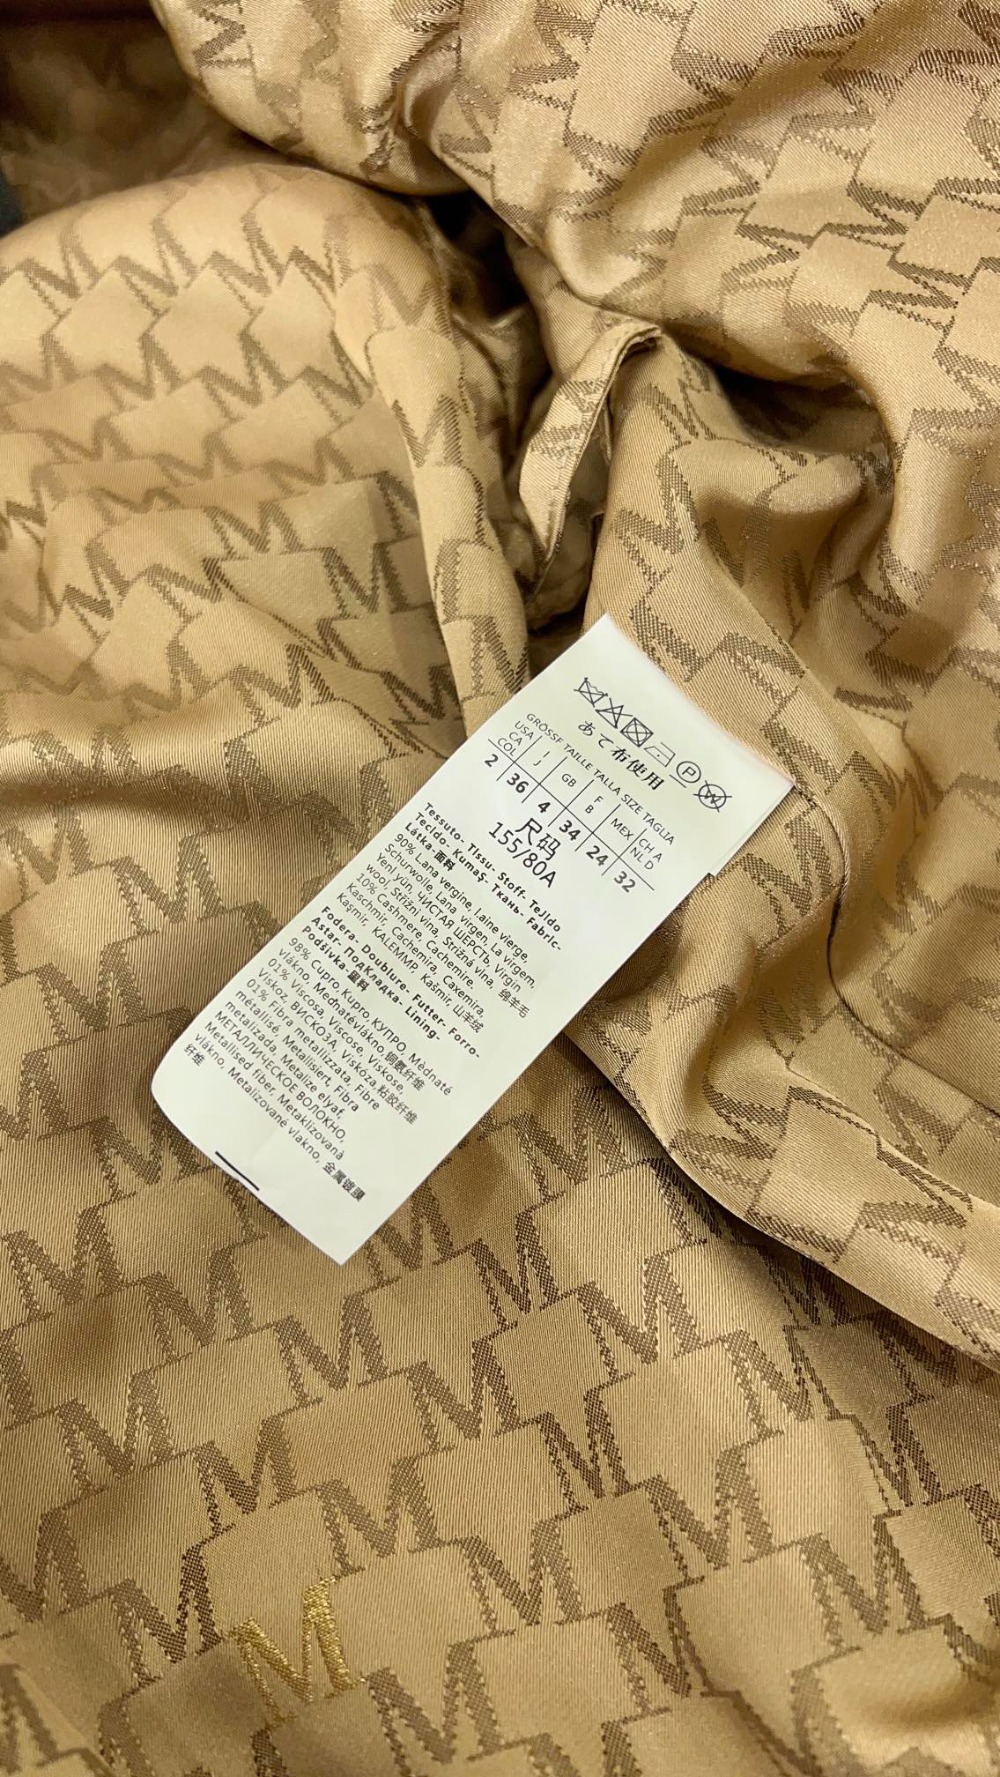 あて布使用
GRÖSSE TAILLE TALLA SIZE TAGLIA
USA CA COL
J
GB
F B
MEX
CH A NL D
2 36 4 34 24 32
尺码
155/80A
Tessuto- Tissu- Stoff- TeJido
Tecido- KumaŞ- Ткань- Fabric-
Látka-面料
90% Lana vergine, Laine vierge,
Schurwolle, Lana virgen, La virgem,
Yeni yün, ЧИСТАЯ ШЕРСТЬ, Virgin
wool, Střižní vlna, Strižná vlna, 绵羊毛
10% Cashmere, Cachemire,
Kaschmir, Cachemira, Caxemira,
Kaşmir, КАЛЕММР, Kašmír, 山羊绒
Fodera- Doublure- Futter- Forro-
Astar- ПодКладка- Lining-
Podšívka-里料
98% Cupro, Kupro, КУПРО, Mědnaté
vlákno, Mednatévlákno,铜氨纤维
01% Viscosa, Viscose, Viskose,
Viskoz, ВИСКОЗА, Viskóza,粘胶纤维
01% Fibra metallizzata, Fibre
métallisé, Metallisiert, Fibra
metalizada, Metalize elyaf,
МЕТАЛЛИЧЕСКОЕ ВОЛОКНО,
Metallised fiber, Metaklizovaná
vlákno, Metalizované vlakno, 金属镀膜
纤维